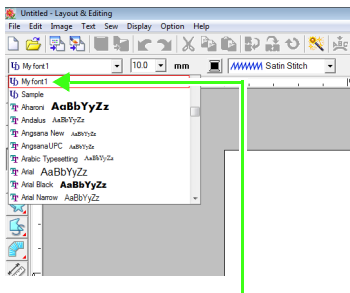 Untitled - Layout & Editing
File Edit Image Text Sew Display Option Help
My font1 10.0 mm Satin Stitch
My font1
Sample
Aharoni AaBbYyZz
Andalus AaBbYyZz
Angsana New AaBbYyZz
AngsanaUPC AaBbYyZz
Arabic Typesetting AaBbYyZz
Arial AaBbYyZz
Arial Black AaBbYyZz
Arial Narrow AaBbYyZz